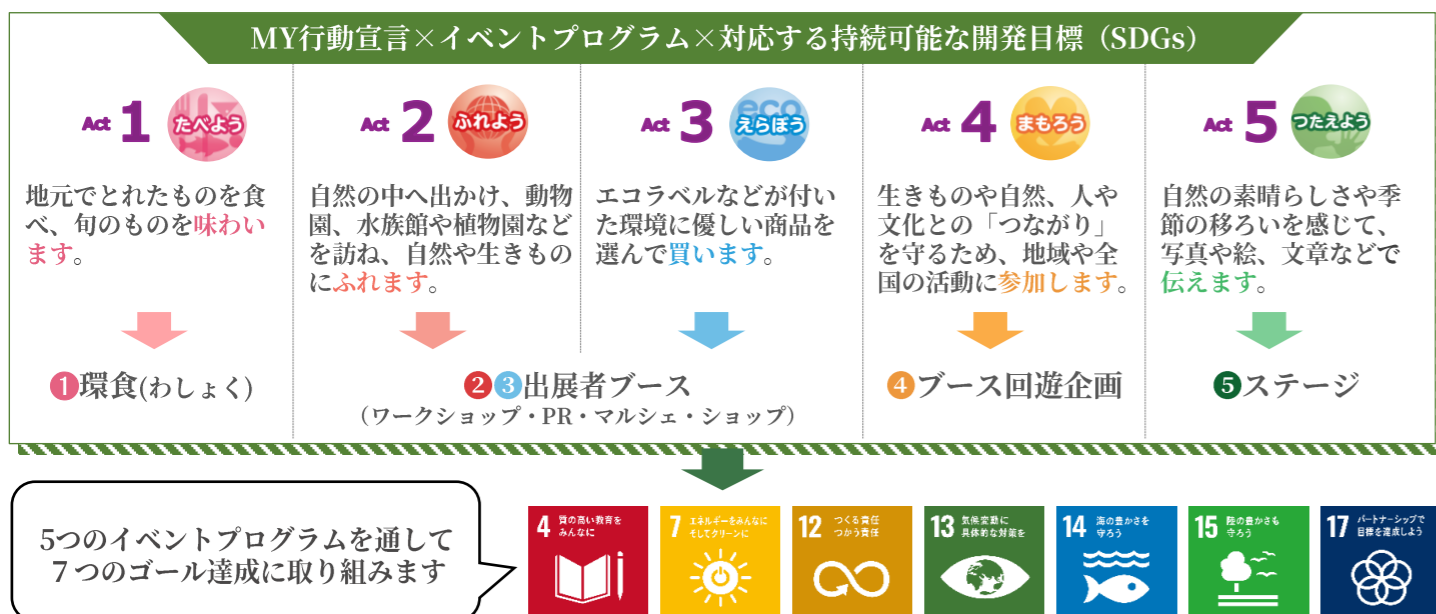 MY行動宣言×イベントプログラム×対応する持続可能な開発目標（SDGs）
Act 1 たべよう
地元でとれたものを食
べ、旬のものを味わい
ます。
❶環食(わしょく)
Act 2 ふれよう
自然の中へ出かけ、動物
園、水族館や植物園など
を訪ね、自然や生きもの
にふれます。
Act 3 eco えらぼう
エコラベルなどが付い
た環境に優しい商品を
選んで買います。
❷❸出展者ブース
（ワークショップ・PR・マルシェ・ショップ）
Act 4 まもろう
生きものや自然、人や
文化との「つながり」
を守るため、地域や全
国の活動に参加します。
❹ブース回遊企画
Act 5 つたえよう
自然の素晴らしさや季
節の移ろいを感じて、
写真や絵、文章などで
伝えます。
❺ステージ
5つのイベントプログラムを通して
７つのゴール達成に取り組みます
4 質の高い教育を
みんなに
7 エネルギーをみんなに
そしてクリーンに
12 つくる責任
つかう責任
13 気候変動に
具体的な対策を
14 海の豊かさを
守ろう
15 陸の豊かさも
守ろう
17 パートナーシップで
目標を達成しよう